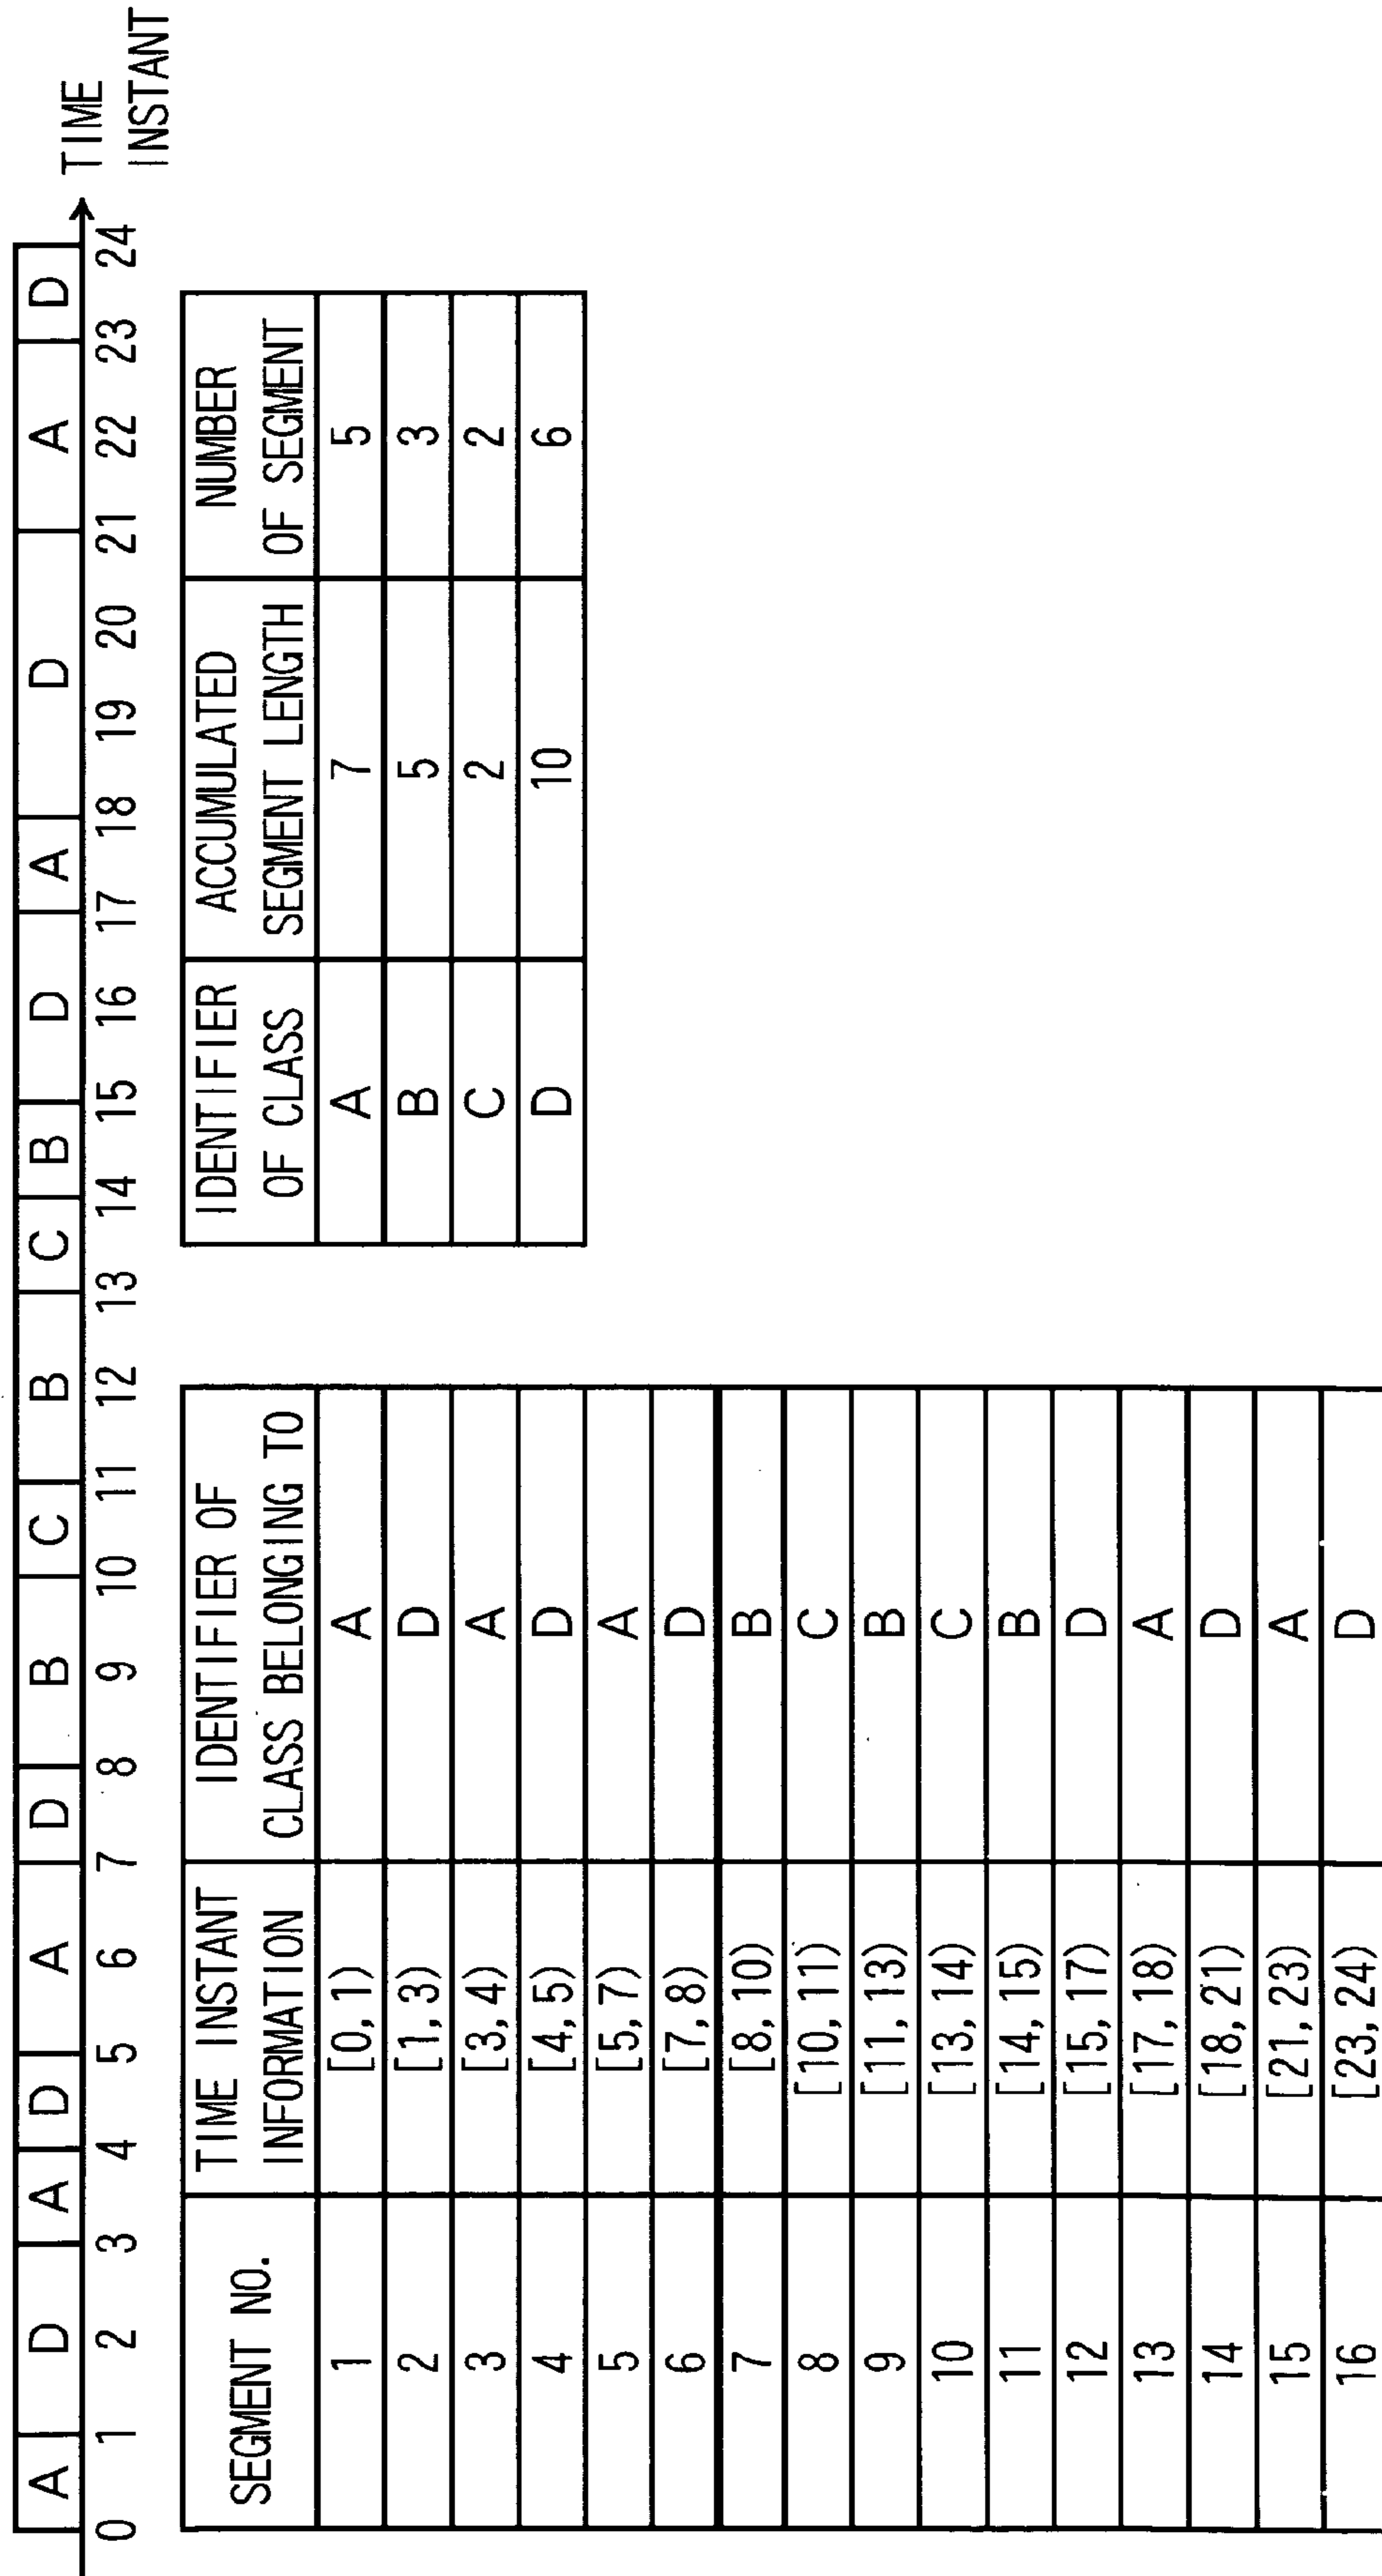 A D A D A D B C B C B D A D A D
0 1 2 3 4 5 6 7 8 9 10 11 12 13 14 15 16 17 18 19 20 21 22 23 24
TIME
INSTANT
SEGMENT NO.
TIME INSTANT
INFORMATION
IDENTIFIER OF
CLASS BELONGING TO
1 [0, 1) A
2 [1, 3) D
3 [3, 4) A
4 [4, 5) D
5 [5, 7) A
6 [7, 8) D
7 [8, 10) B
8 [10, 11) C
9 [11, 13) B
10 [13, 14) C
11 [14, 15) B
12 [15, 17) D
13 [17, 18) A
14 [18, 21) D
15 [21, 23) A
16 [23, 24) D
IDENTIFIER
OF CLASS
ACCUMULATED
SEGMENT LENGTH
NUMBER
OF SEGMENT
A 7 5
B 5 3
C 2 2
D 10 6